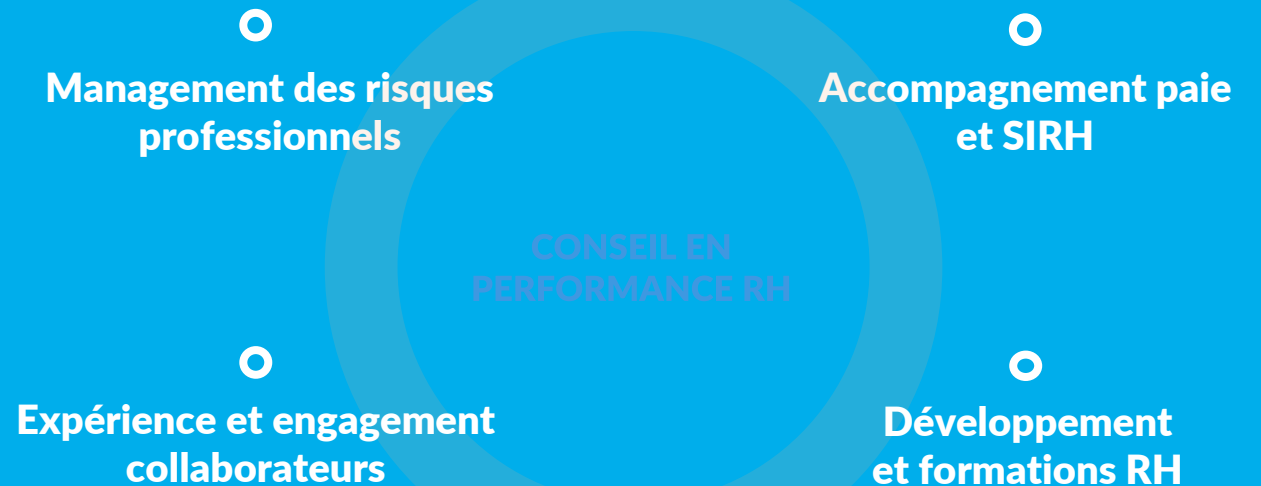 Management des risques
professionnels
Accompagnement paie
et SIRH
CONSEIL EN
PERFORMANCE RH
Expérience et engagement
collaborateurs
Développement
et formations RH